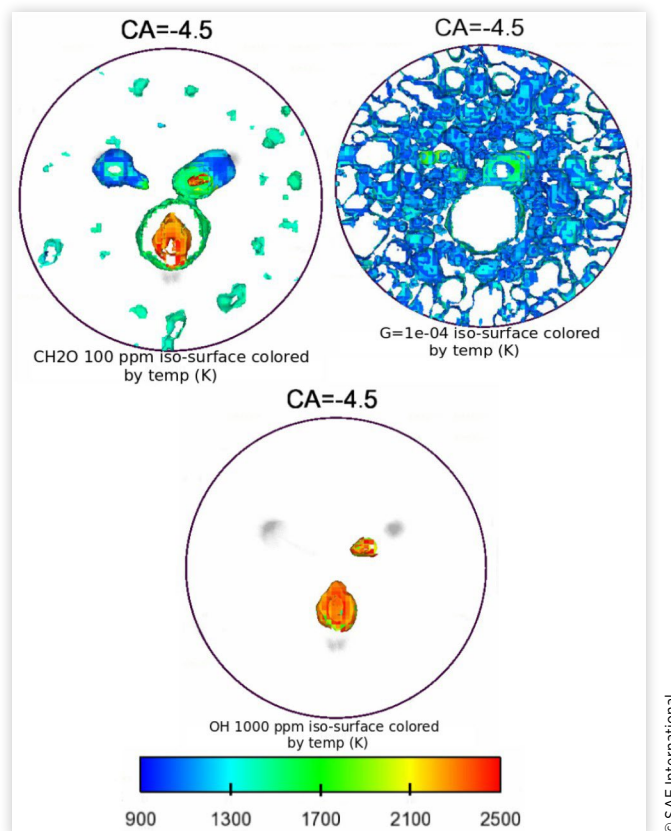 CA=-4.5
CA=-4.5
CH2O 100 ppm iso-surface colored
by temp (K)
G=1e-04 iso-surface colored
by temp (K)
CA=-4.5
OH 1000 ppm iso-surface colored
by temp (K)
900 1300 1700 2100 2500
SAE International